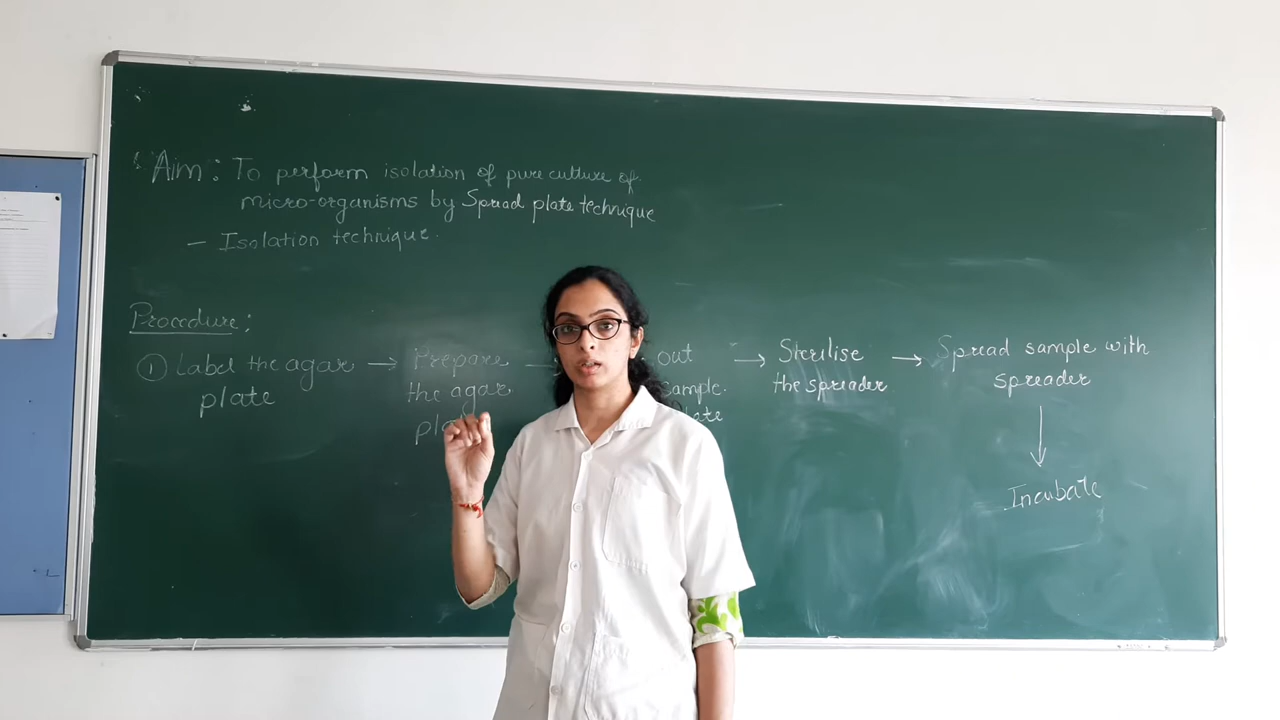 Aim: To perform isolation of pure culture of
micro-organisms by Spread plate technique
– Isolation technique.
Procedure:
① Label the agar → Prepare → out → Sterilise → Spread sample with
plate the agar sample. the spreader spreader
Incubate